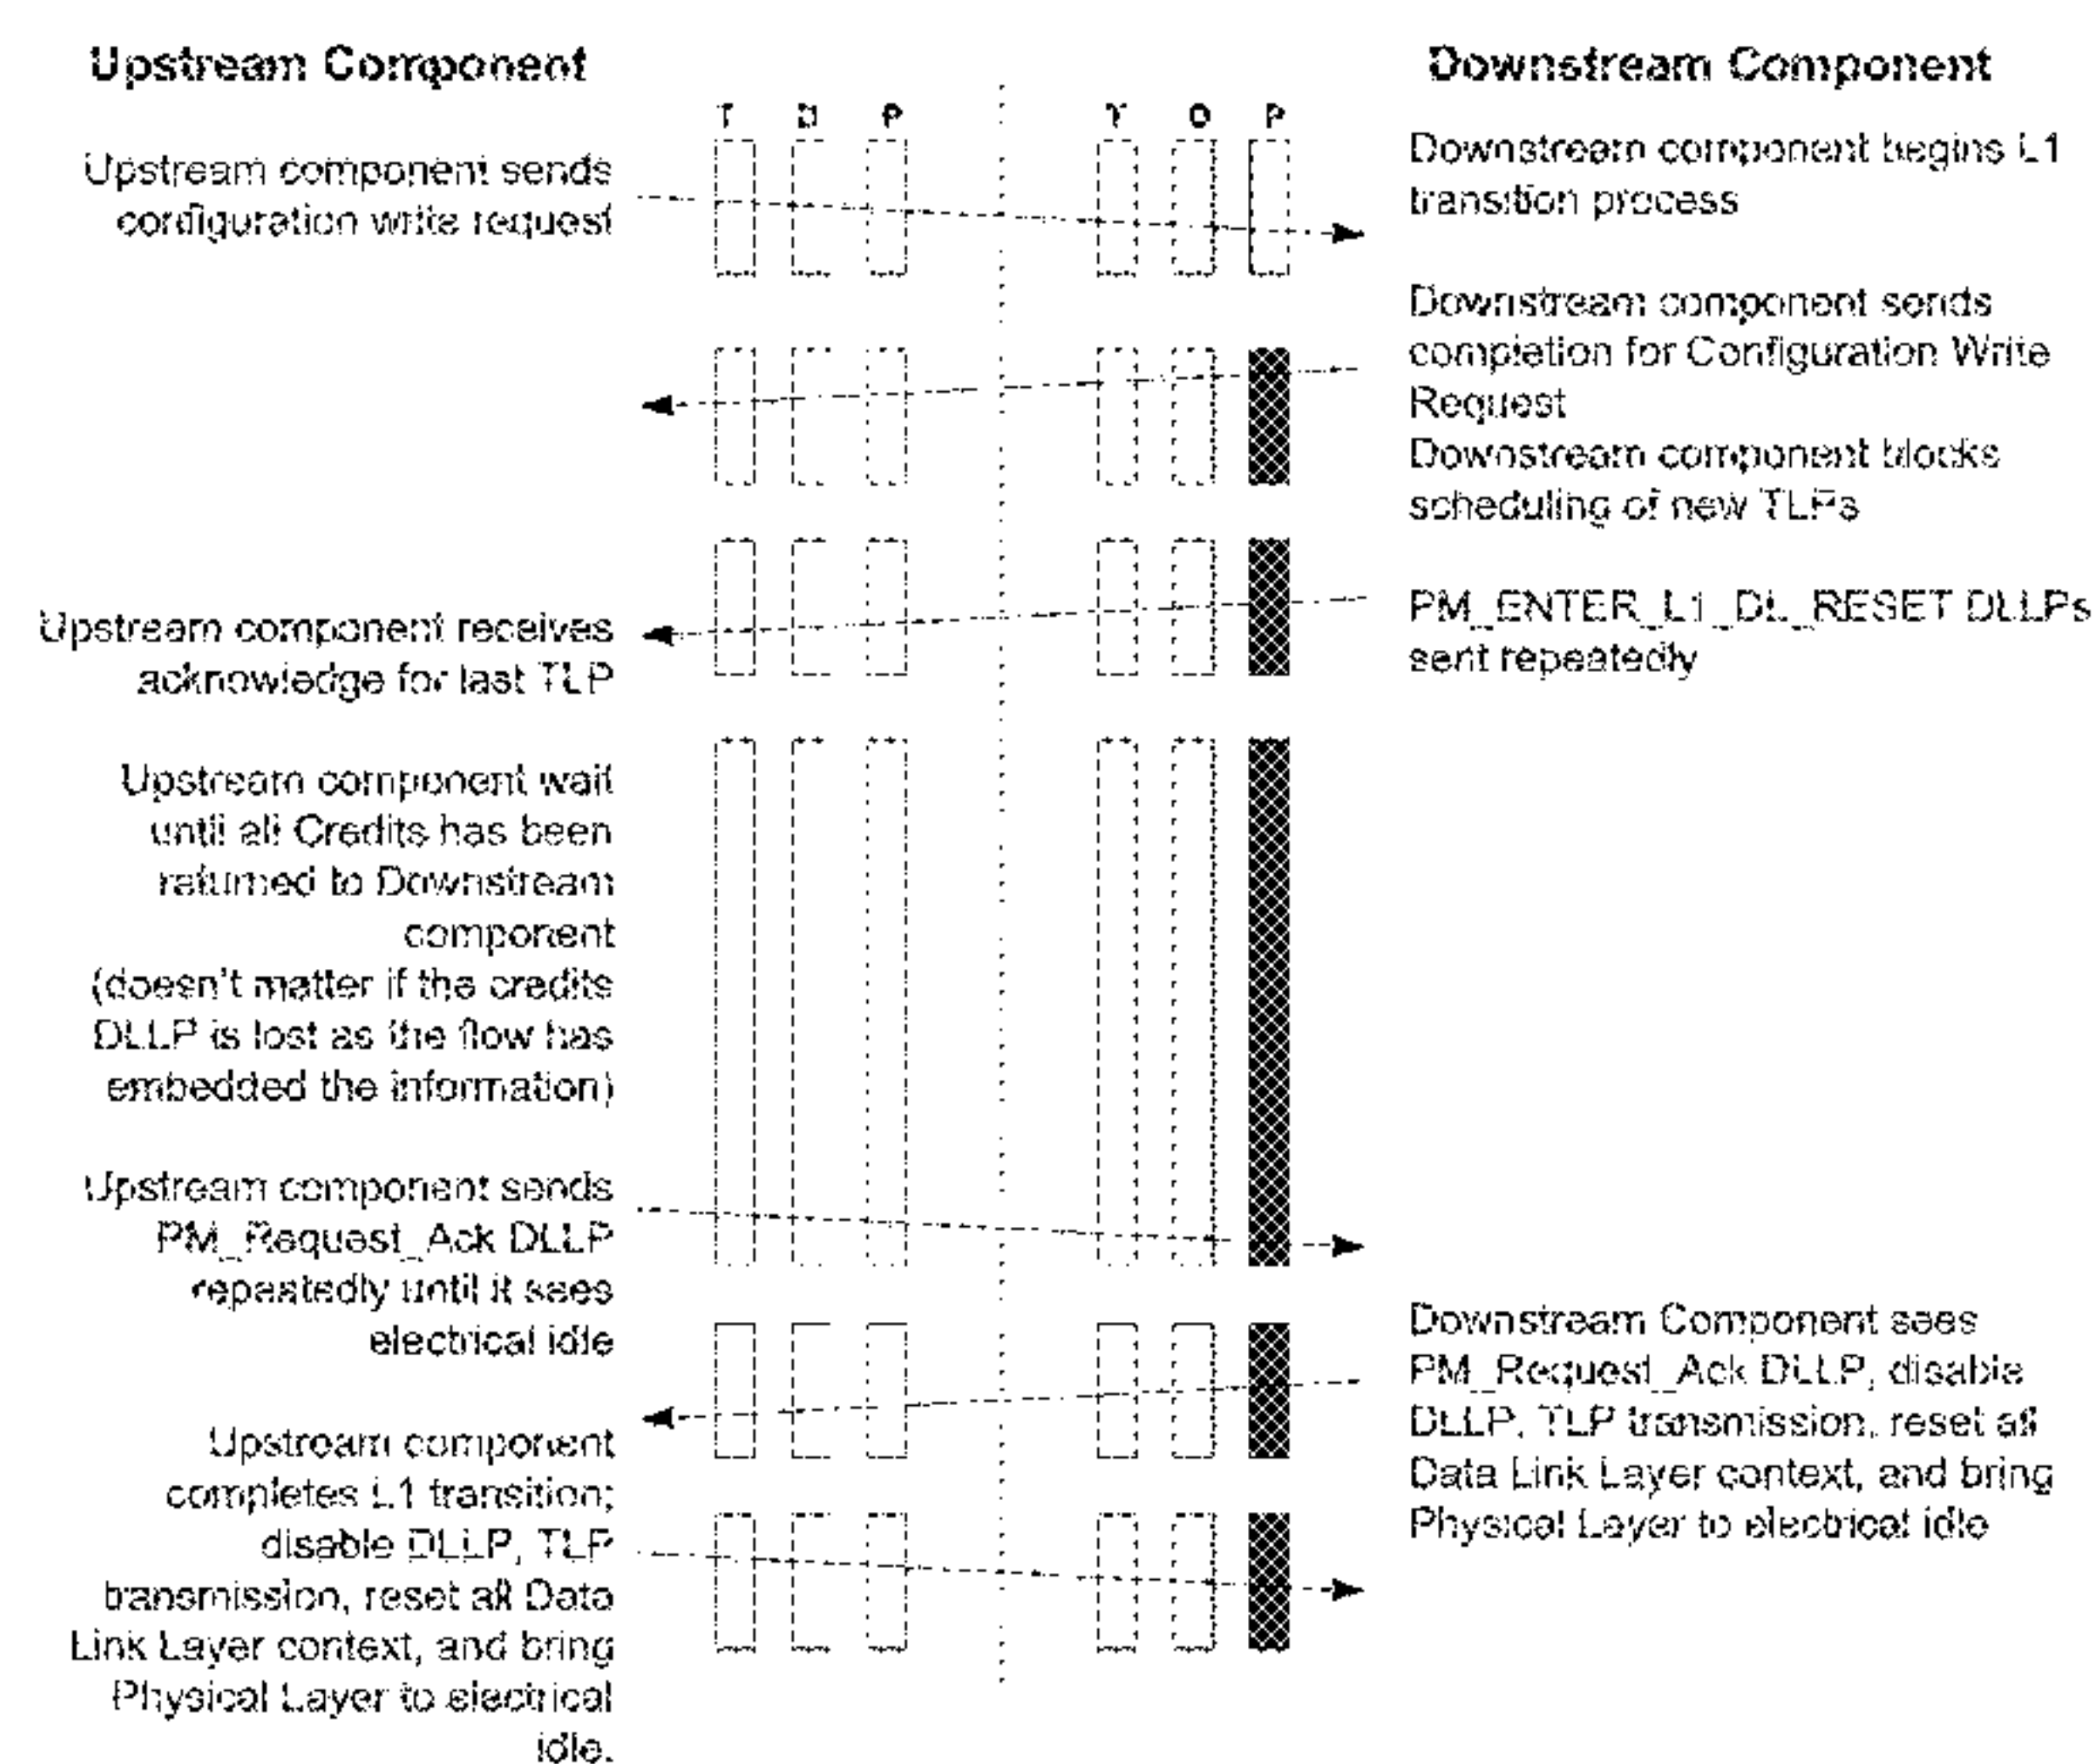 Upstream Component
Downstream Component
T D P
T D P
Upstream component sends
configuration write request
Downstream component begins L1
transition process
Downstream component sends
completion for Configuration Write
Request
Downstream component blocks
scheduling of new TLPs
Upstream component receives
acknowledge for last TLP
PM_ENTER_L1_DL_RESET DLLPs
sent repeatedly
Upstream component wait
until all Credits has been
returned to Downstream
component
(doesn't matter if the credits
DLLP is lost as the flow has
embedded the information)
Upstream component sends
PM_Request_Ack DLLP
repeatedly until it sees
electrical idle
Downstream Component sees
PM_Request_Ack DLLP, disable
DLLP, TLP transmission, reset all
Data Link Layer context, and bring
Physical Layer to electrical idle
Upstream component
completes L1 transition;
disable DLLP, TLP
transmission, reset all Data
Link Layer context, and bring
Physical Layer to electrical
idle.